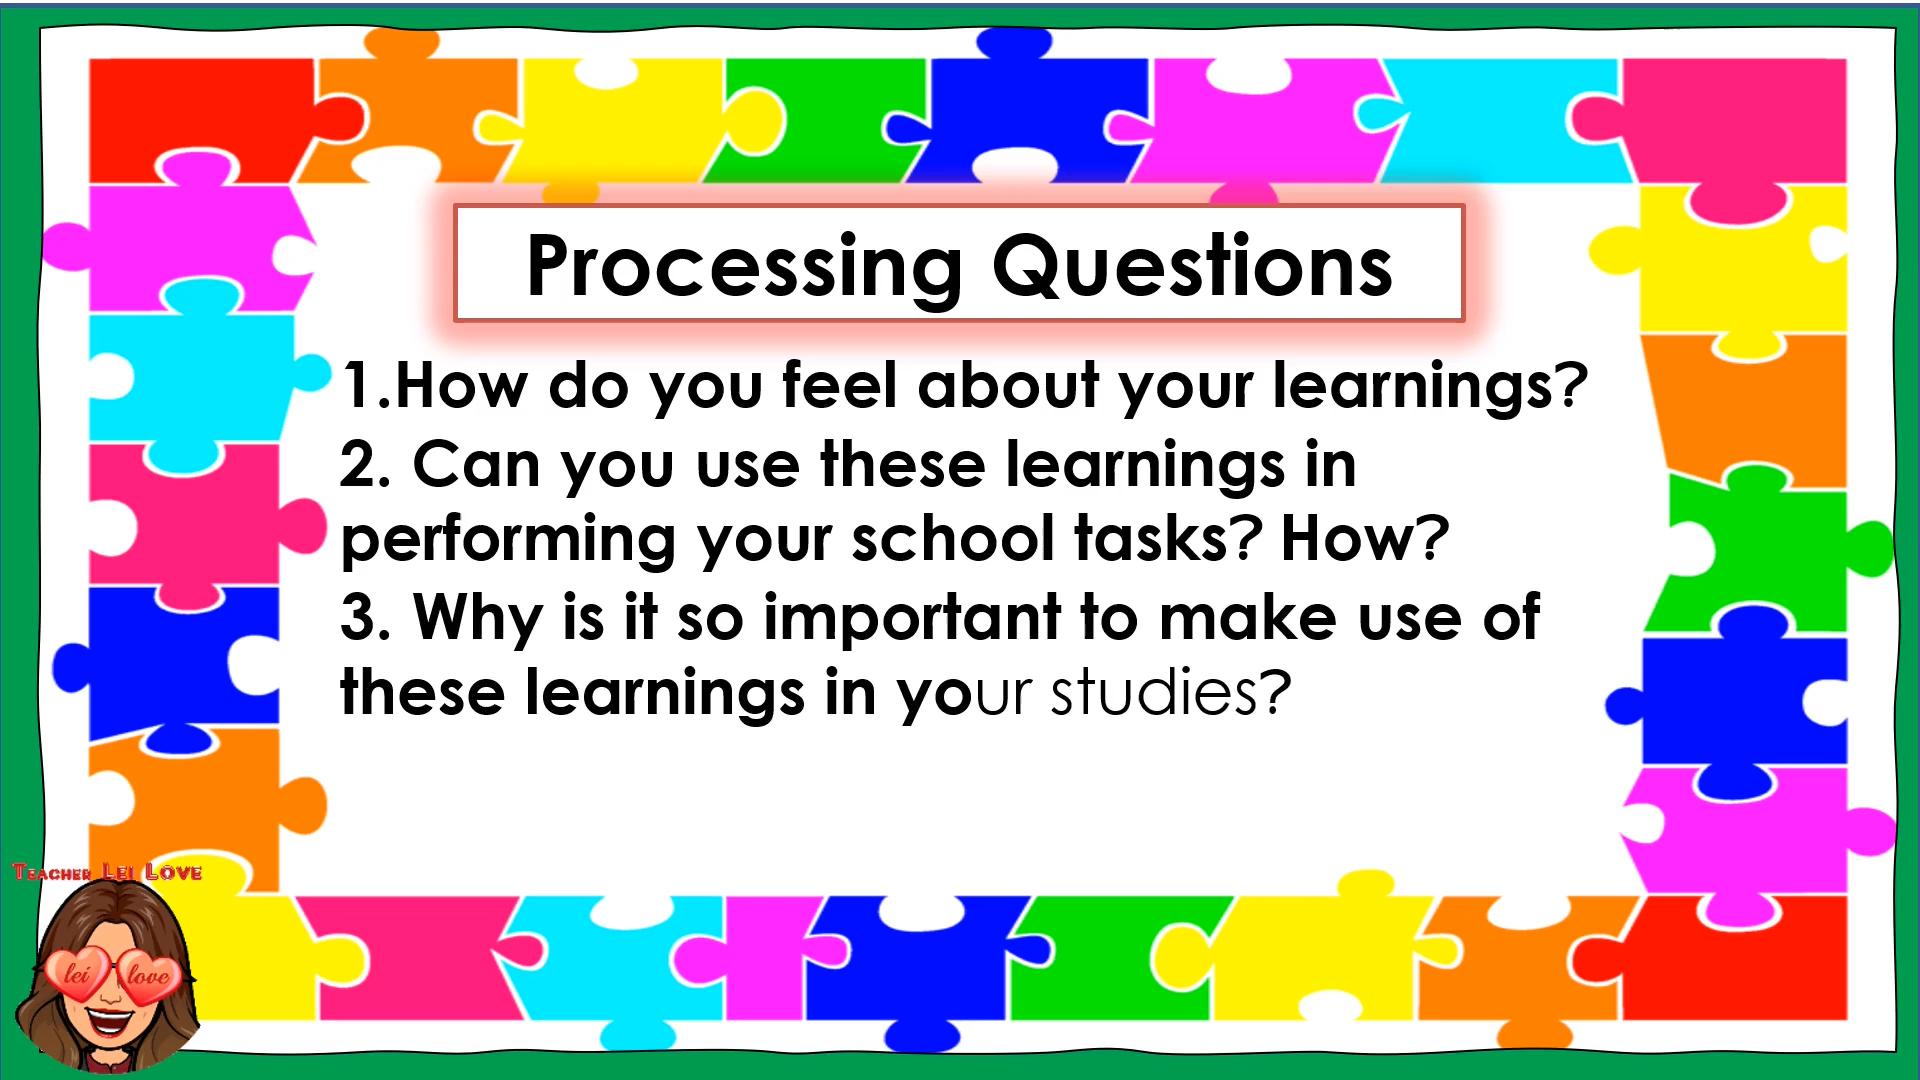 Processing Questions
1.How do you feel about your learnings?
2. Can you use these learnings in
performing your school tasks? How?
3. Why is it so important to make use of
these learnings in your studies?
TEACHER LEI LOVE
lei love